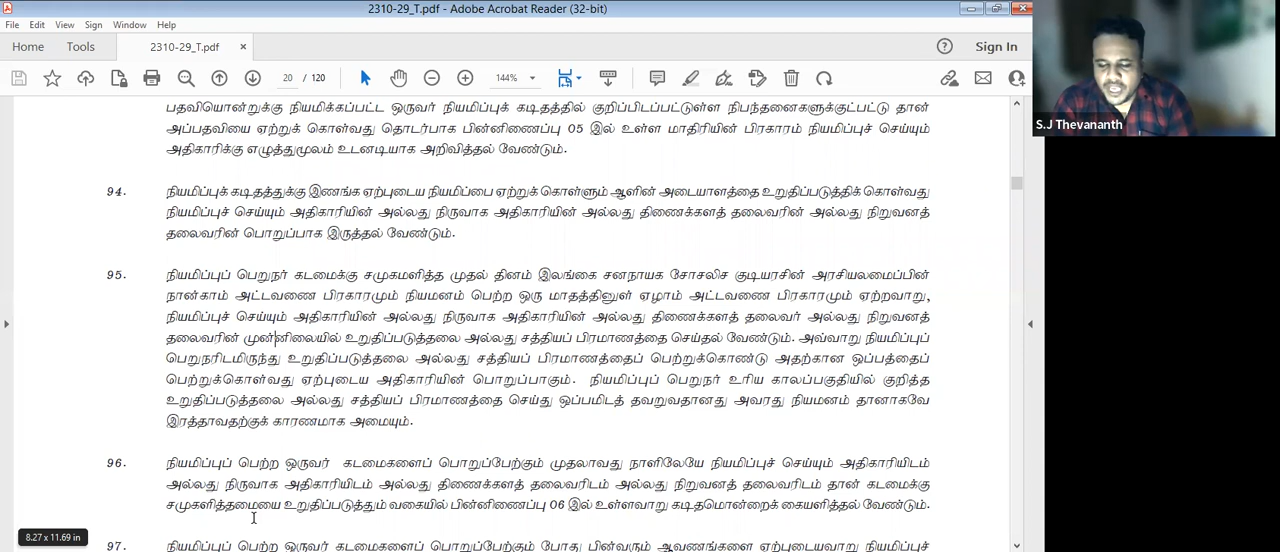 2310-29_T.pdf - Adobe Acrobat Reader (32-bit)
File Edit View Sign Window Help
Home Tools 2310-29_T.pdf × Sign In
20 / 120 144%
S.J Thevananth
பதவியொன்றுக்கு நியமிக்கப்பட்ட ஒருவர் நியமிப்புக் கடிதத்தில் குறிப்பிடப்பட்டுள்ள நிபந்தனைகளுக்குட்பட்டு தான்
அப்பதவியை ஏற்றுக் கொள்வது தொடர்பாக பின்னிணைப்பு 05 இல் உள்ள மாதிரியின் பிரகாரம் நியமிப்புச் செய்யும்
அதிகாரிக்கு எழுத்துமூலம் உடனடியாக அறிவித்தல் வேண்டும்.
94. நியமிப்புக் கடிதத்துக்கு இணங்க ஏற்புடைய நியமிப்பை ஏற்றுக் கொள்ளும் ஆளின் அடையாளத்தை உறுதிப்படுத்திக் கொள்வது
நியமிப்புச் செய்யும் அதிகாரியின் அல்லது நிருவாக அதிகாரியின் அல்லது திணைக்களத் தலைவரின் அல்லது நிறுவனத்
தலைவரின் பொறுப்பாக இருத்தல் வேண்டும்.
95. நியமிப்புப் பெறுநர் கடமைக்கு சமுகமளித்த முதல் தினம் இலங்கை சனநாயக சோசலிச குடியரசின் அரசியலமைப்பின்
நான்காம் அட்டவணை பிரகாரமும் நியமனம் பெற்ற ஒரு மாதத்தினுள் ஏழாம் அட்டவணை பிரகாரமும் ஏற்றவாறு,
நியமிப்புச் செய்யும் அதிகாரியின் அல்லது நிருவாக அதிகாரியின் அல்லது திணைக்களத் தலைவர் அல்லது நிறுவனத்
தலைவரின் முன்னிலையில் உறுதிப்படுத்தலை அல்லது சத்தியப் பிரமாணத்தை செய்தல் வேண்டும். அவ்வாறு நியமிப்புப்
பெறுநரிடமிருந்து உறுதிப்படுத்தலை அல்லது சத்தியப் பிரமாணத்தைப் பெற்றுக்கொண்டு அதற்கான ஒப்பத்தைப்
பெற்றுக்கொள்வது ஏற்புடைய அதிகாரியின் பொறுப்பாகும். நியமிப்புப் பெறுநர் உரிய காலப்பகுதியில் குறித்த
உறுதிப்படுத்தலை அல்லது சத்தியப் பிரமாணத்தை செய்து ஒப்பமிடத் தவறுவதானது அவரது நியமனம் தானாகவே
இரத்தாவதற்குக் காரணமாக அமையும்.
96. நியமிப்புப் பெற்ற ஒருவர் கடமைகளைப் பொறுப்பேற்கும் முதலாவது நாளிலேயே நியமிப்புச் செய்யும் அதிகாரியிடம்
அல்லது நிருவாக அதிகாரியிடம் அல்லது திணைக்களத் தலைவரிடம் அல்லது நிறுவனத் தலைவரிடம் தான் கடமைக்கு
சமுகளித்தமையை உறுதிப்படுத்தும் வகையில் பின்னிணைப்பு 06 இல் உள்ளவாறு கடிதமொன்றைக் கையளித்தல் வேண்டும்.
8.27 x 11.69 in
97. நியமிப்புப் பெற்ற ஒருவர் கடமைகளைப் பொறுப்பேற்கும் போது பின்வரும் ஆவணங்களை ஏற்புடையவாறு நியமிப்புச்